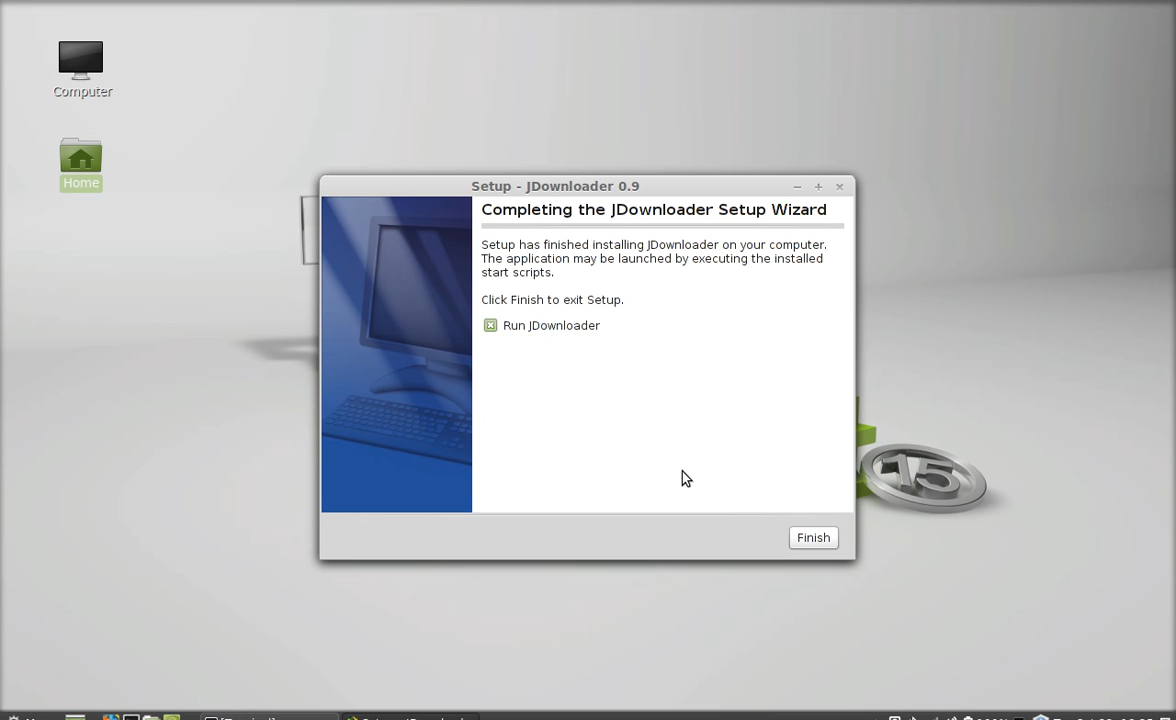 Computer
Home
Setup - JDownloader 0.9
Completing the JDownloader Setup Wizard
Setup has finished installing JDownloader on your computer.
The application may be launched by executing the installed
start scripts.
Click Finish to exit Setup.
Run JDownloader
15
Finish